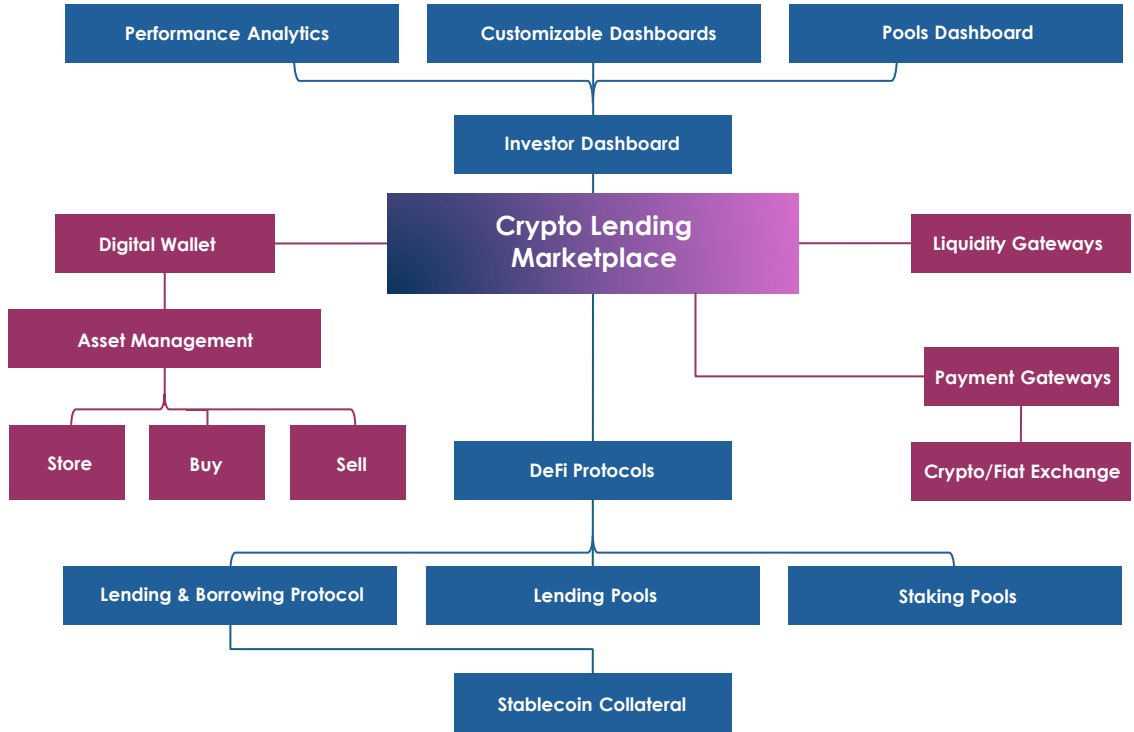 Performance Analytics
Customizable Dashboards
Pools Dashboard
Investor Dashboard
Crypto Lending
Marketplace
Digital Wallet
Liquidity Gateways
Asset Management
Payment Gateways
Store
Buy
Sell
DeFi Protocols
Crypto/Fiat Exchange
Lending & Borrowing Protocol
Lending Pools
Staking Pools
Stablecoin Collateral